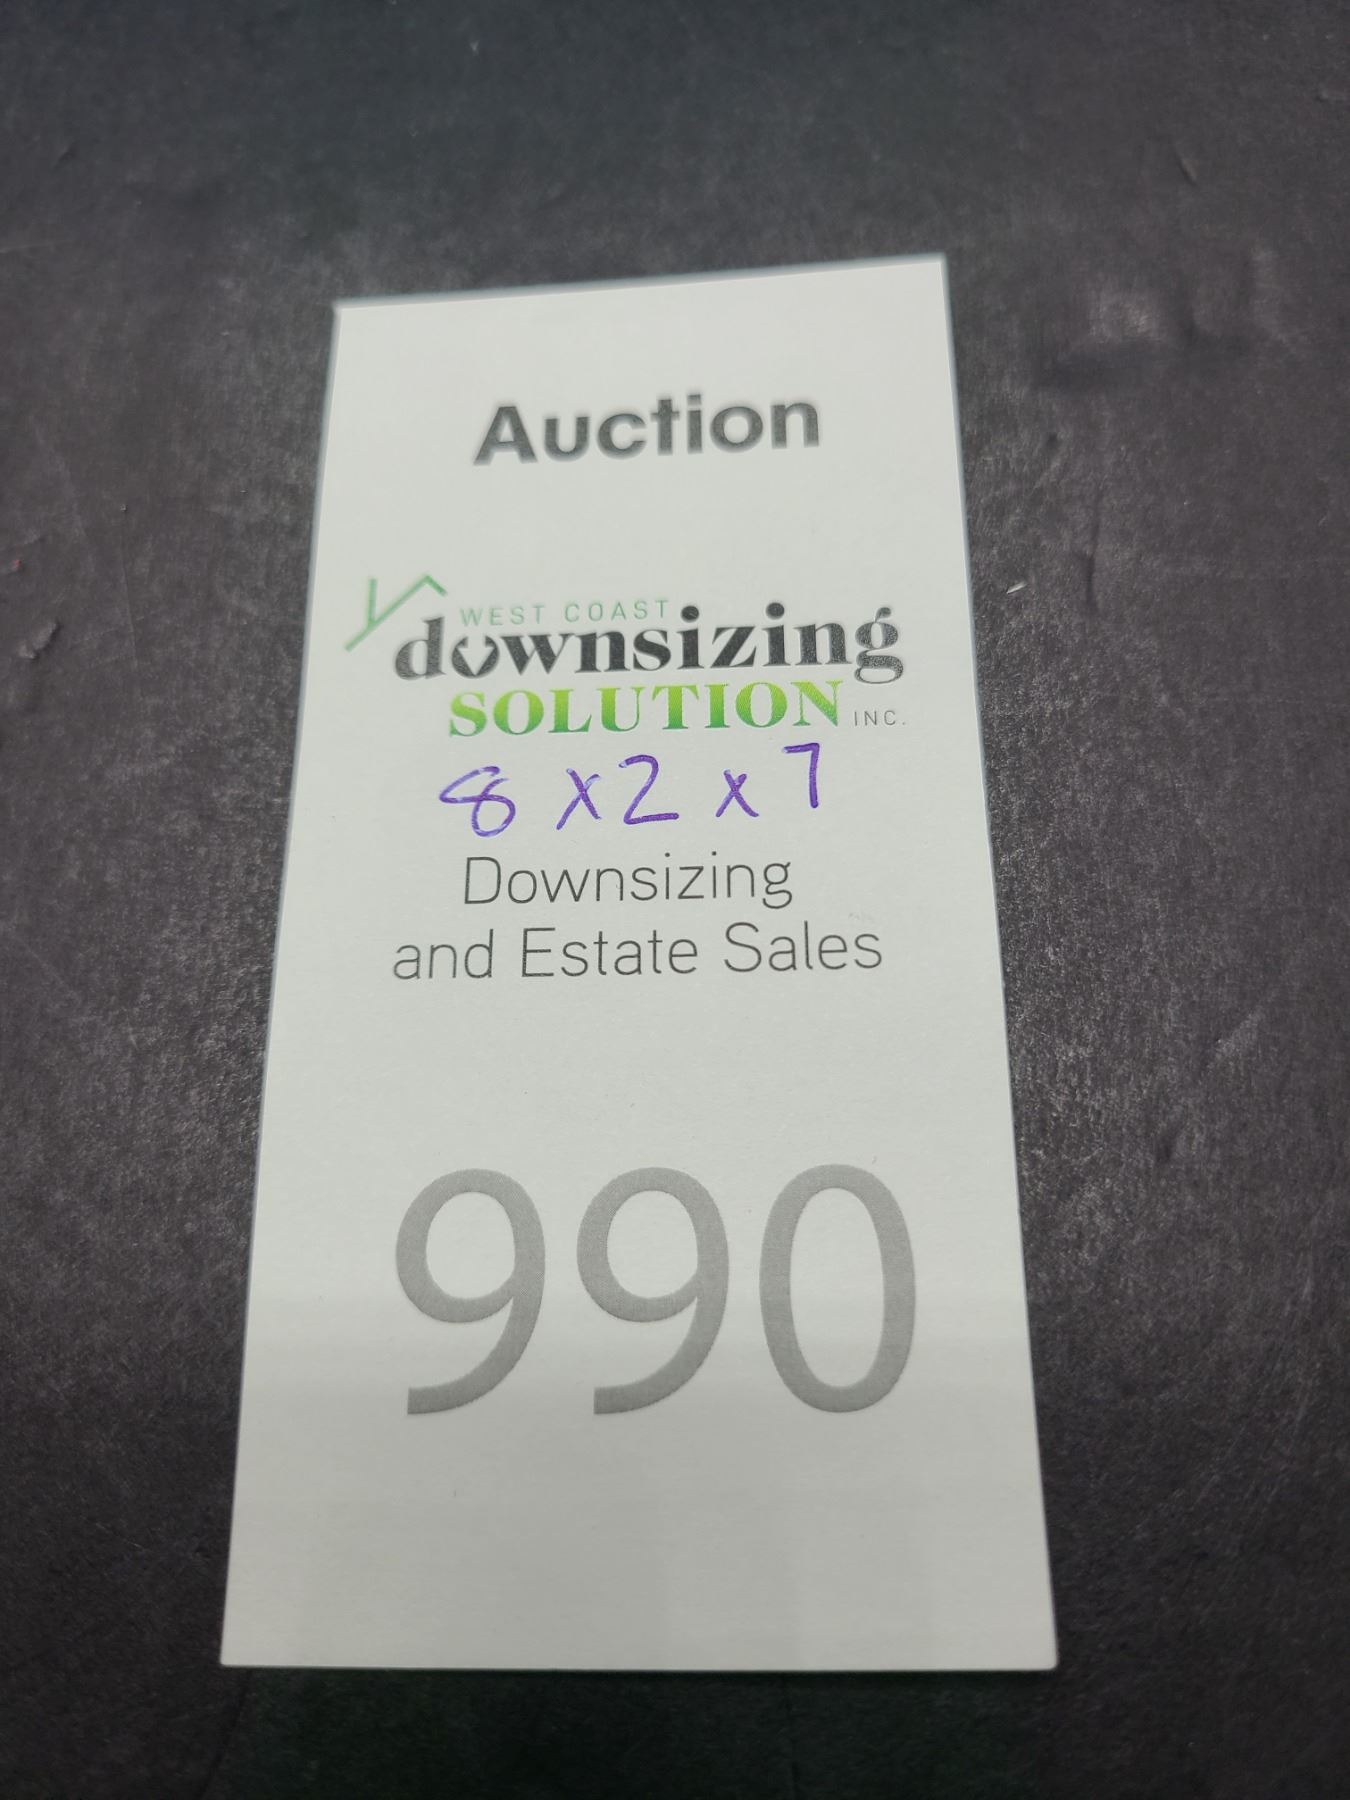 Auction
WEST COAST
downsizing
SOLUTION INC.
8 x 2 x 7
Downsizing
and Estate Sales
990